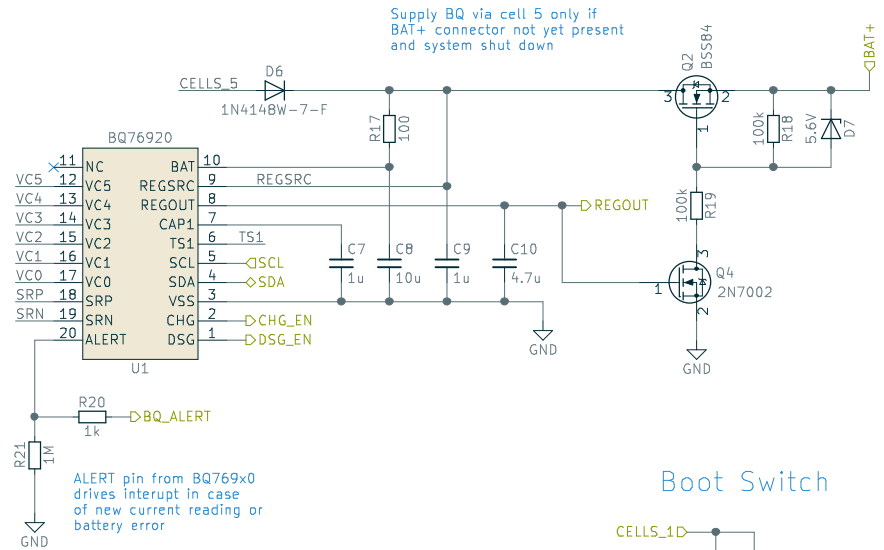 Supply BQ via cell 5 only if
BAT+ connector not yet present
and system shut down
BAT+
Q2
BSS84
D6
CELLS_5
1N4148W-7-F
3
2
1
R17
100
100k
R18
5.6V
D7
BQ76920
11 NC
BAT 10
VC5 12 VC5
REGSRC 9 REGSRC
VC4 13 VC4
REGOUT 8
REGOUT
VC3 14 VC3
CAP1 7
VC2 15 VC2
TS1 6 TS1
VC1 16 VC1
SCL 5 SCL
VC0 17 VC0
SDA 4 SDA
SRP 18 SRP
VSS 3
SRN 19 SRN
CHG 2 CHG_EN
20 ALERT
DSG 1 DSG_EN
U1
C7
1u
C8
10u
C9
1u
C10
4.7u
GND
100k
R19
3
Q4
1
2N7002
2
GND
R20
1k
BQ_ALERT
R21
1M
GND
ALERT pin from BQ769x0
drives interupt in case
of new current reading or
battery error
Boot Switch
CELLS_1